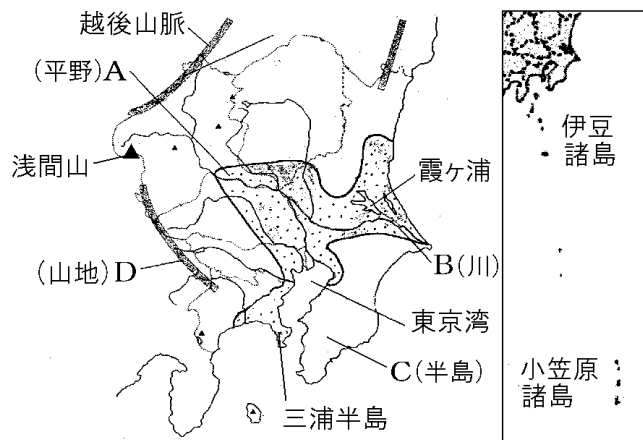 越後山脈
(平野)A
浅間山
(山地)D
霞ヶ浦
B(川)
東京湾
C(半島)
三浦半島
伊豆
諸島
小笠原
諸島